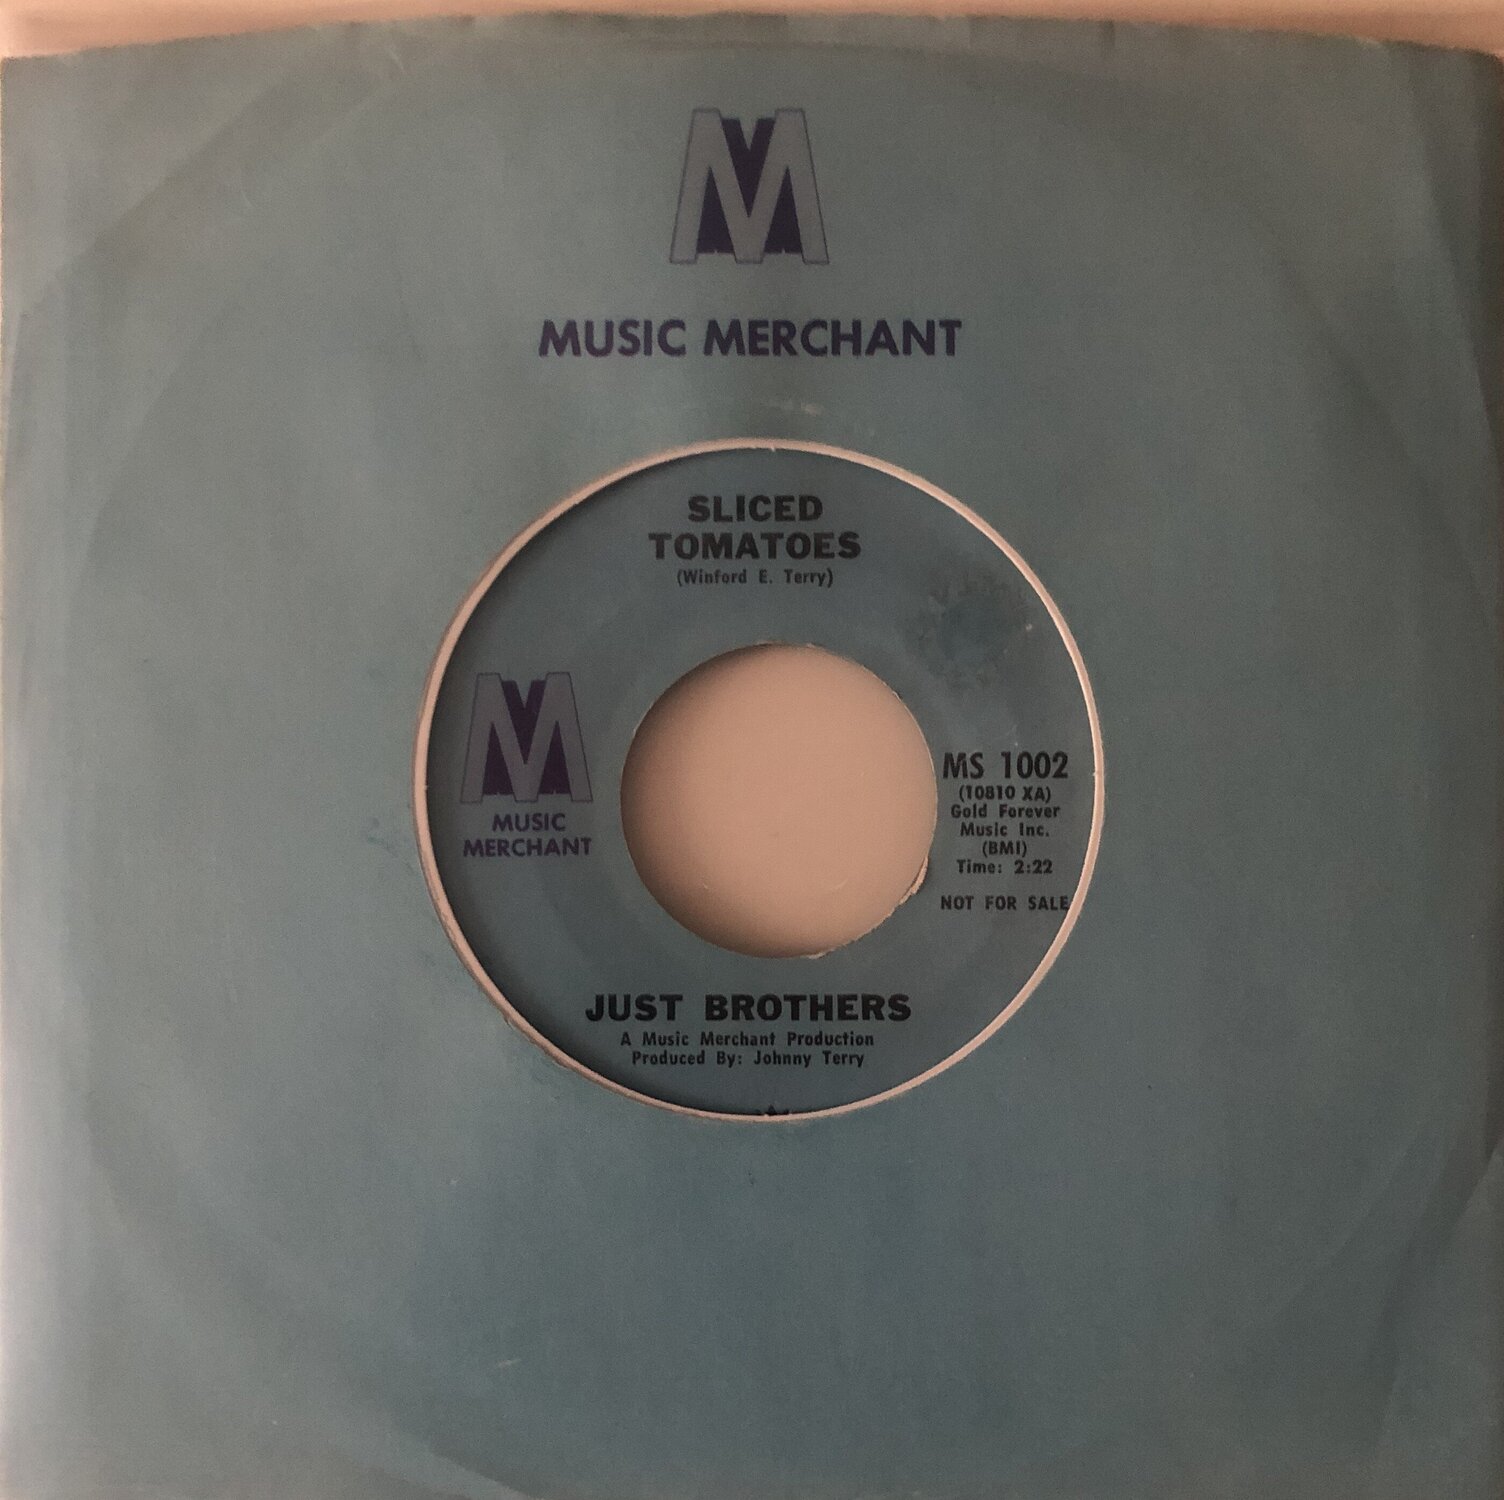 M
MUSIC MERCHANT
SLICED
TOMATOES
(Winford E. Terry)
M
MUSIC
MERCHANT
MS 1002
(10810 XA)
Gold Forever
Music Inc.
(BMI)
Time: 2:22
NOT FOR SALE
JUST BROTHERS
A Music Merchant Production
Produced By: Johnny Terry